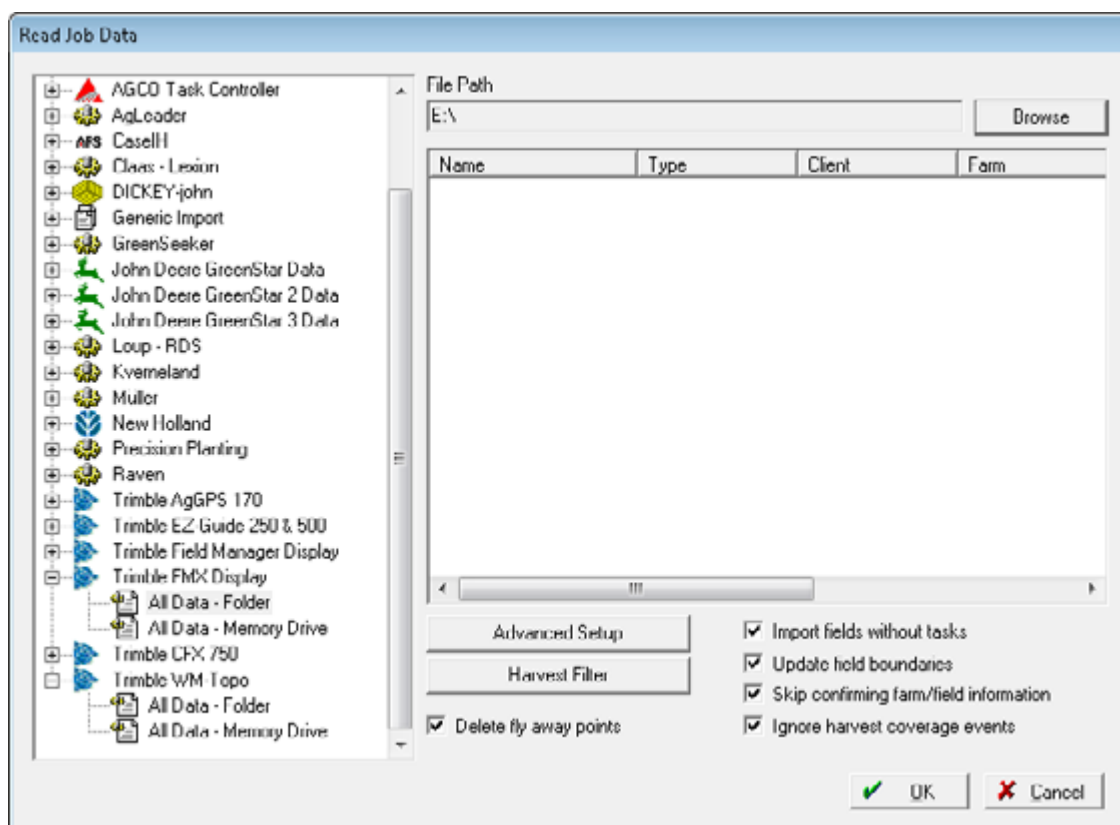 Read Job Data
AGCO Task Controller
AgLeader
AFS CaseIH
Claas - Lexion
DICKEY-john
Generic Import
GreenSeeker
John Deere GreenStar Data
John Deere GreenStar 2 Data
John Deere GreenStar 3 Data
Loup - RDS
Kverneland
Muller
New Holland
Precision Planting
Raven
Trimble AgGPS 170
Trimble EZ-Guide 250 & 500
Trimble Field Manager Display
Trimble FMX Display
All Data - Folder
All Data - Memory Drive
Trimble CFX 750
Trimble WM-Topo
All Data - Folder
All Data - Memory Drive
File Path
E:\
Browse
Name Type Client Farm
Advanced Setup
Harvest Filter
Delete fly away points
Import fields without tasks
Update field boundaries
Skip confirming farm/field information
Ignore harvest coverage events
OK
Cancel